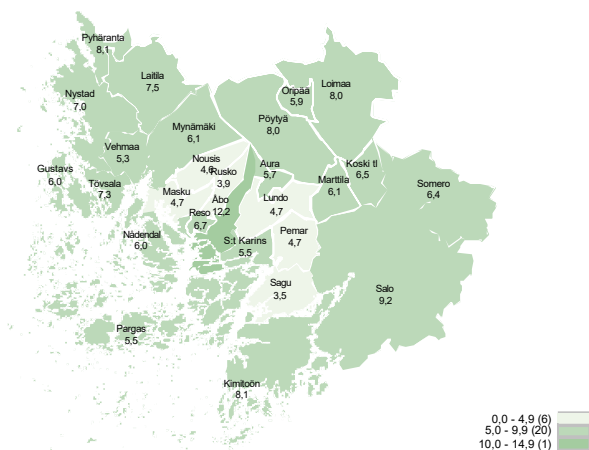 Pyhäranta
8,1
Laitila
7,5
Loimaa
8,0
Oripää
5,9
Nystad
7,0
Pöytyä
8,0
Mynämäki
6,1
Vehmaa
5,3
Nousis
4,6
Rusko
3,9
Aura
5,7
Koski tl
6,5
Gustavs
6,0
Tövsala
7,3
Masku
4,7
Marttila
6,1
Somero
6,4
Lundo
4,7
Åbo
12,2
Reso
6,7
Pemar
4,7
Nådendal
6,0
S:t Karins
5,5
Sagu
3,5
Salo
9,2
Pargas
5,5
Kimitoön
8,1
0,0 - 4,9 (6)
5,0 - 9,9 (20)
10,0 - 14,9 (1)